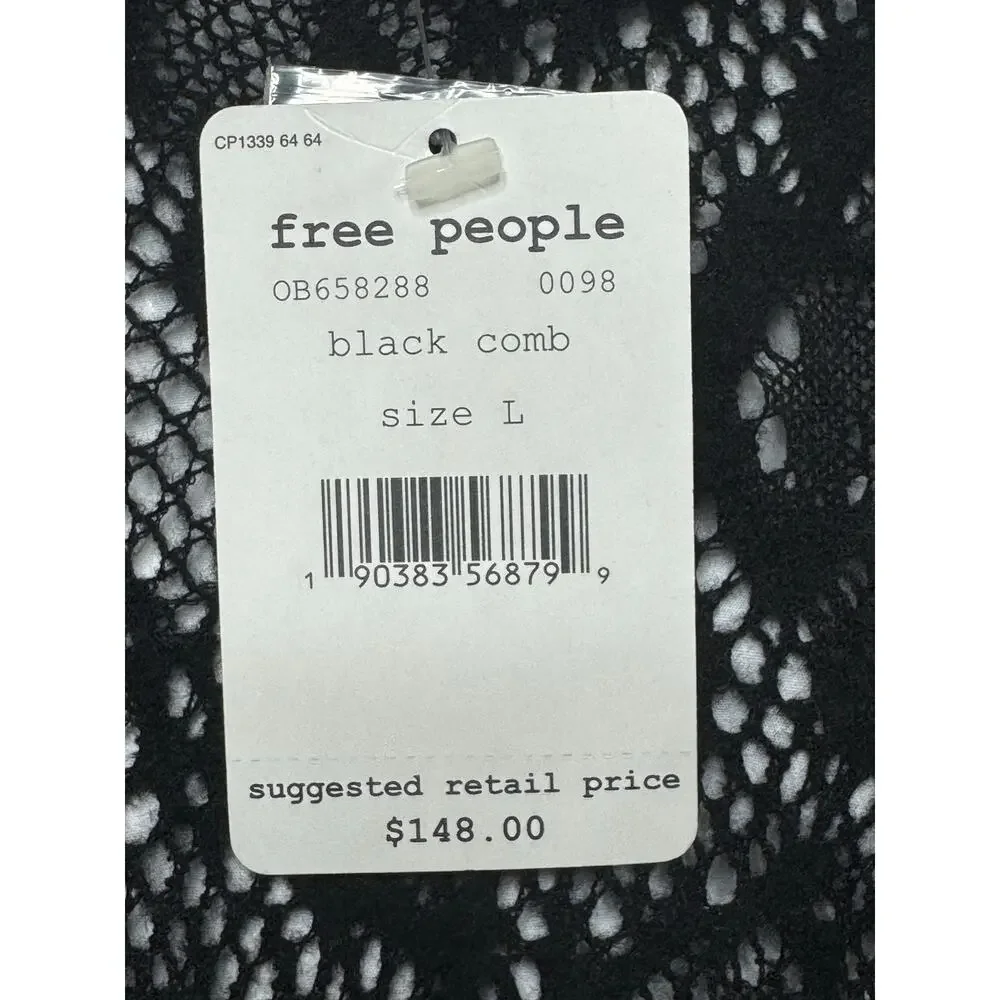 CP1339 64 64
free people
OB658288 0098
black comb
size L
1 90383 56879 9
suggested retail price
$148.00